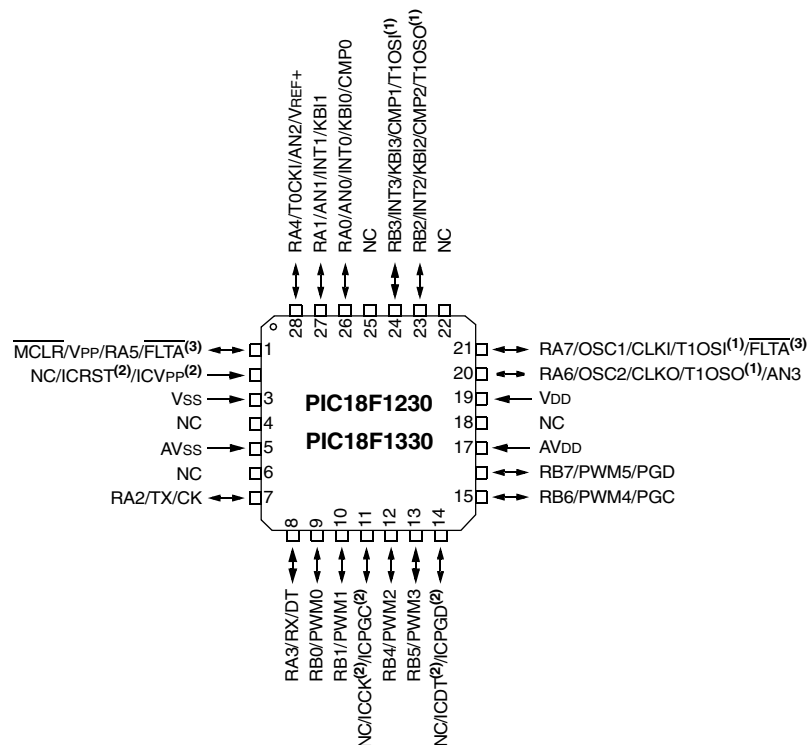 RA4/T0CKI/AN2/VREF+
RA1/AN1/INT1/KBI1
RA0/AN0/INT0/KBI0/CMP0
NC
RB3/INT3/KBI3/CMP1/T1OSI(1)
RB2/INT2/KBI2/CMP2/T1OSO(1)
NC
28
27
26
25
24
23
22
MCLR/VPP/RA5/FLTA(3)
1
NC/ICRST(2)/ICVPP(2)
VSS
3
NC
4
AVSS
5
NC
6
RA2/TX/CK
7
PIC18F1230
PIC18F1330
21
RA7/OSC1/CLKI/T1OSI(1)/FLTA(3)
20
RA6/OSC2/CLKO/T1OSO(1)/AN3
19
VDD
18
NC
17
AVDD
RB7/PWM5/PGD
15
RB6/PWM4/PGC
8
9
10
11
12
13
14
RA3/RX/DT
RB0/PWM0
RB1/PWM1
NC/ICCK(2)/ICPGC(2)
RB4/PWM2
RB5/PWM3
NC/ICDT(2)/ICPGD(2)